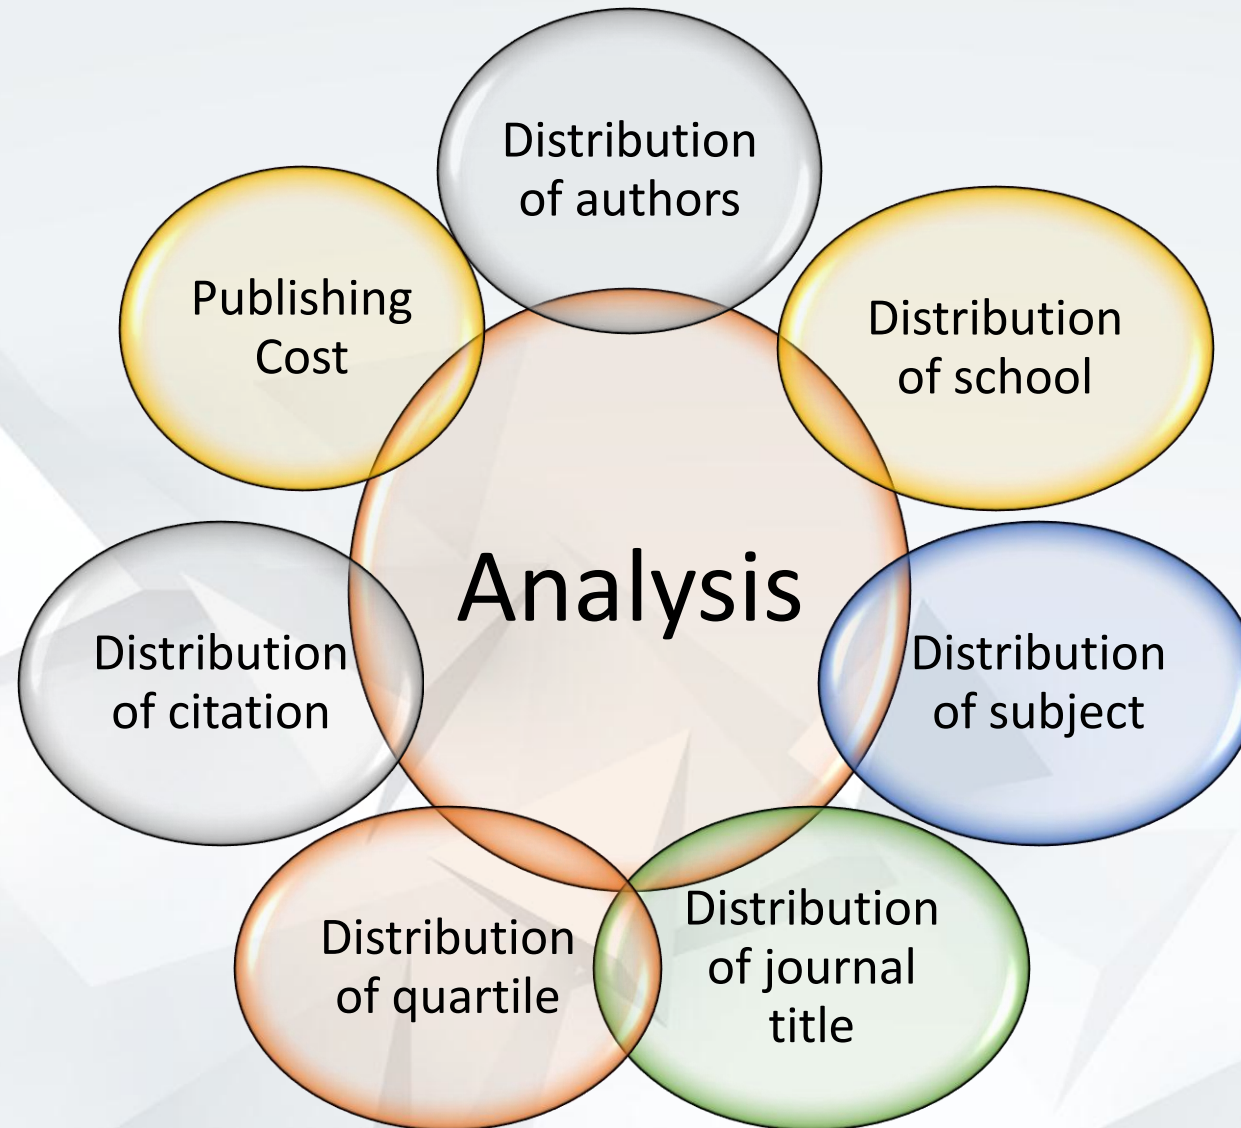 Distribution
of authors
Publishing
Cost
Distribution
of school
Analysis
Distribution
of citation
Distribution
of subject
Distribution
of quartile
Distribution
of journal
title